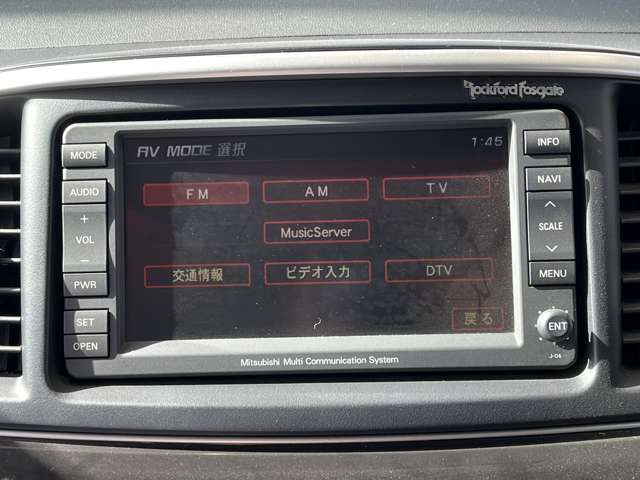 Rockford Fosgate
MODE
AUDIO
+
VOL
−
PWR
SET
OPEN
AV MODE 選択
1:45
FM
AM
TV
MusicServer
交通情報
ビデオ入力
DTV
戻る
INFO
NAVI
SCALE
MENU
ENT
J-04
Mitsubishi Multi Communication System